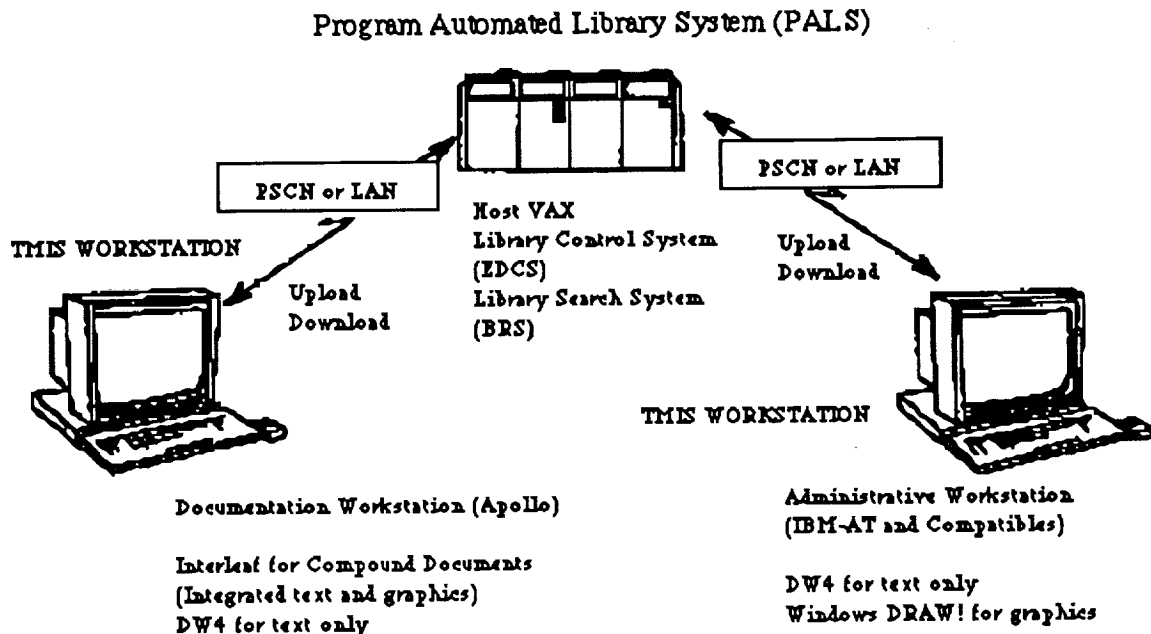 Program Automated Library System (PALS)
PSCN or LAN
PSCN or LAN
Host VAX
Library Control System
(EDCS)
Library Search System
(BRS)
TMIS WORKSTATION
Upload
Download
Upload
Download
TMIS WORKSTATION
Documentation Workstation (Apollo)
Interleaf for Compound Documents
(Integrated text and graphics)
DW4 for text only
Administrative Workstation
(IBM-AT and Compatibles)
DW4 for text only
Windows DRAW! for graphics